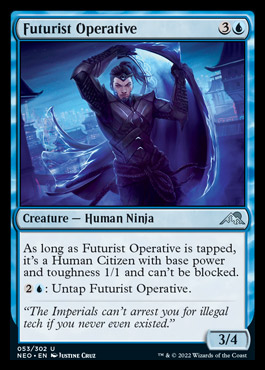 Futurist Operative 3
Creature — Human Ninja
As long as Futurist Operative is tapped,
it's a Human Citizen with base power
and toughness 1/1 and can't be blocked.
2 : Untap Futurist Operative.
“The Imperials can't arrest you for illegal
tech if you never even existed.”
3/4
053/302 U
NEO • EN JUSTINE CRUZ
™ & © 2022 Wizards of the Coast